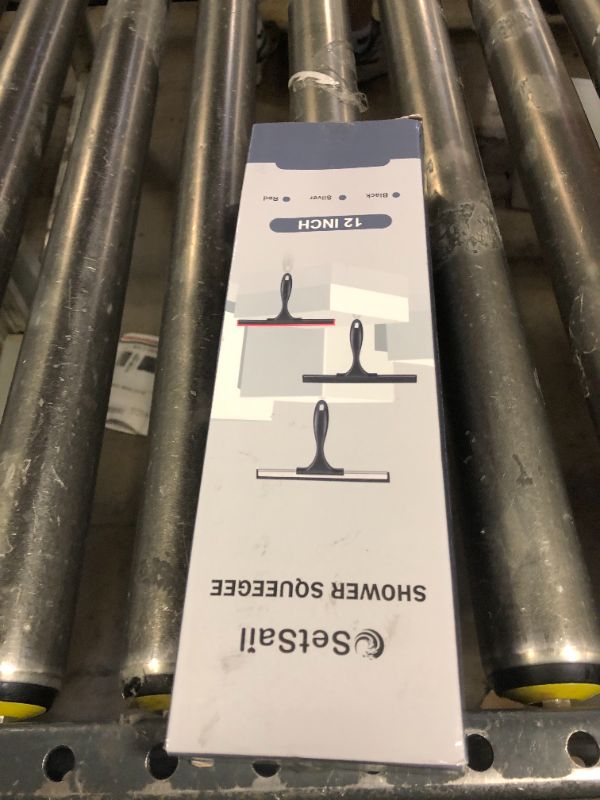 SetSail
SHOWER SQUEEGEE
12 INCH
Black Silver Red